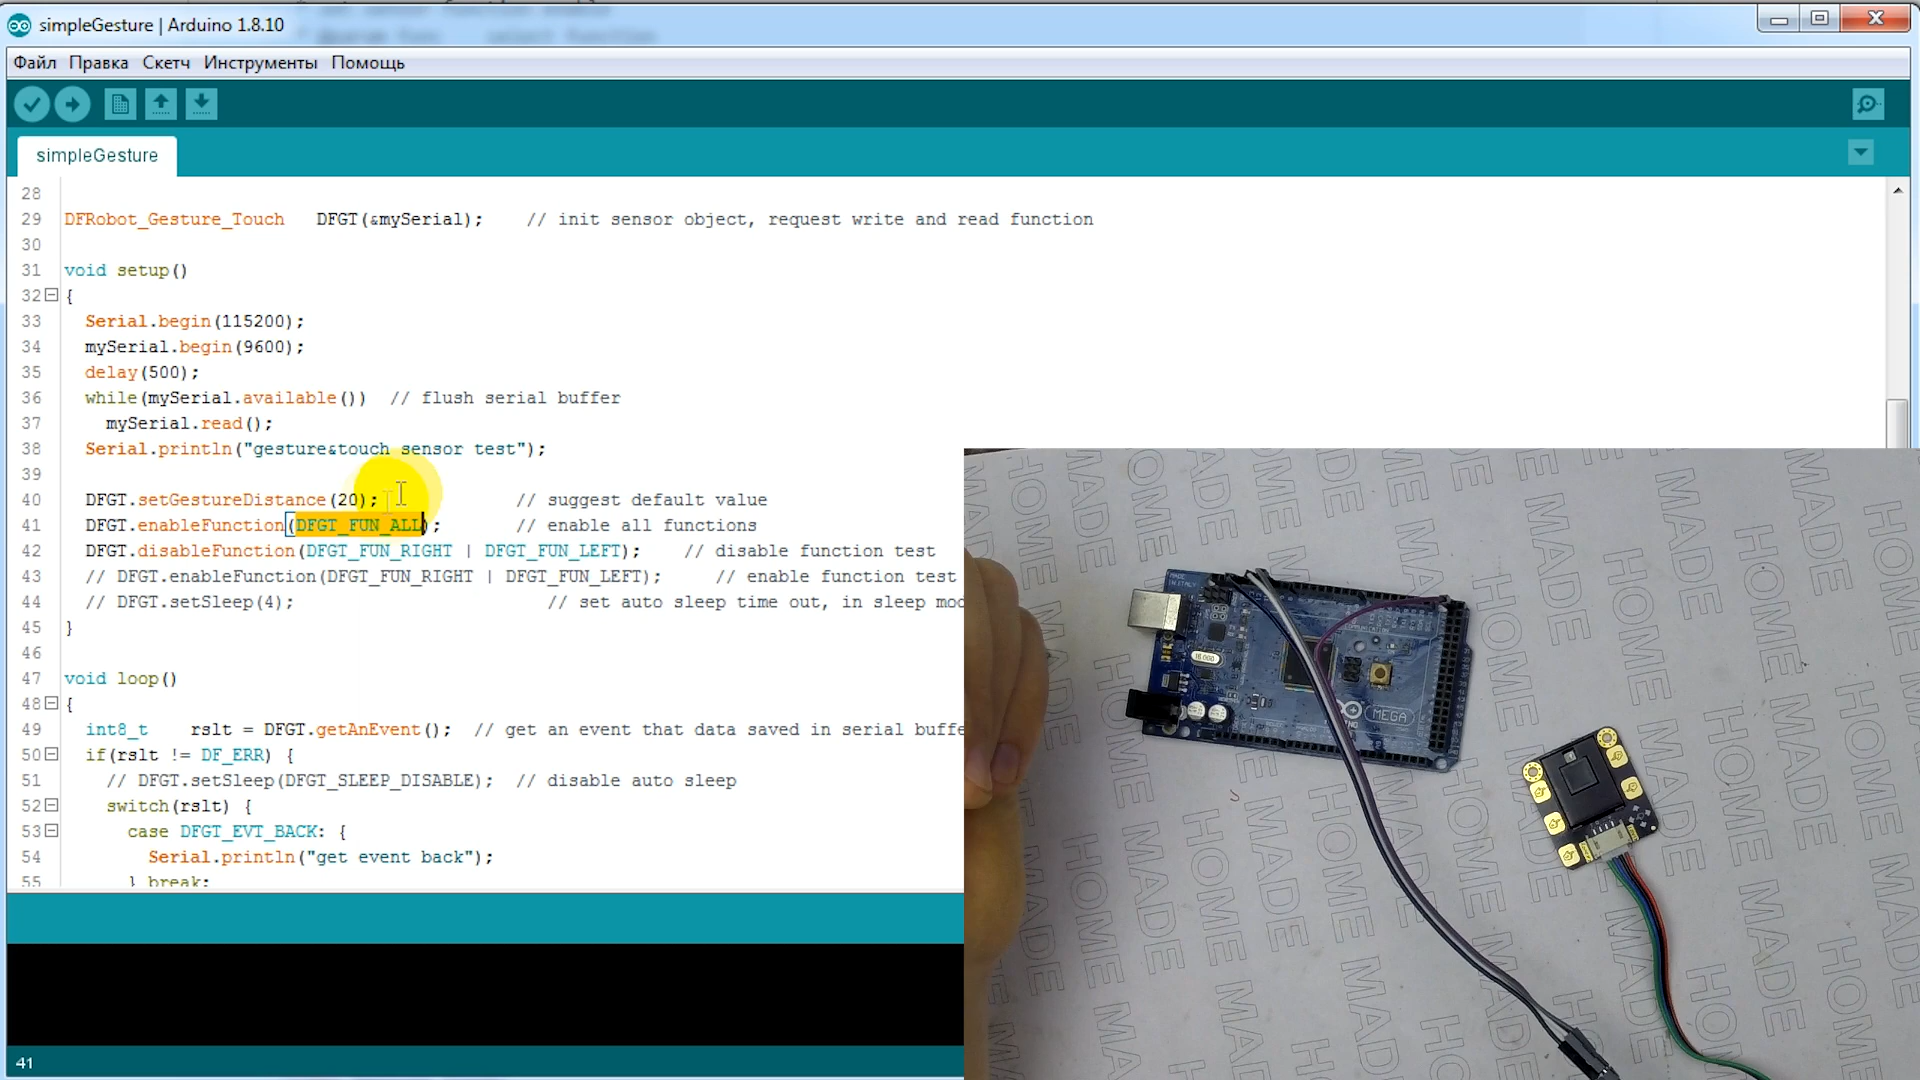 simpleGesture | Arduino 1.8.10
Файл Правка Скетч Инструменты Помощь
simpleGesture
28
29 DFRobot_Gesture_Touch DFGT(&mySerial); // init sensor object, request write and read function
30
31 void setup()
32 {
33 Serial.begin(115200);
34 mySerial.begin(9600);
35 delay(500);
36 while(mySerial.available()) // flush serial buffer
37 mySerial.read();
38 Serial.println("gesture&touch sensor test");
39
40 DFGT.setGestureDistance(20); // suggest default value
41 DFGT.enableFunction(DFGT_FUN_ALL); // enable all functions
42 DFGT.disableFunction(DFGT_FUN_RIGHT | DFGT_FUN_LEFT); // disable function test
43 // DFGT.enableFunction(DFGT_FUN_RIGHT | DFGT_FUN_LEFT); // enable function test
44 // DFGT.setSleep(4); // set auto sleep time out, in sleep mod
45 }
46
47 void loop()
48 {
49 int8_t rslt = DFGT.getAnEvent(); // get an event that data saved in serial buffe
50 if(rslt != DF_ERR) {
51 // DFGT.setSleep(DFGT_SLEEP_DISABLE); // disable auto sleep
52 switch(rslt) {
53 case DFGT_EVT_BACK: {
54 Serial.println("get event back");
55 } break;
41
MADE IN ITALY
16.000
MEGA
HOME MADE